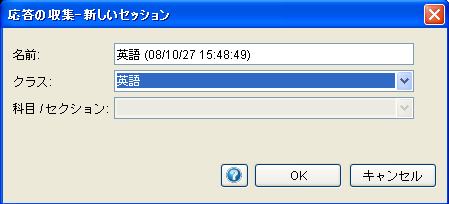 応答の収集-新しいセッション
名前: 英語 (08/10/27 15:48:49)
クラス: 英語
科目 / セクション:
? OK キャンセル